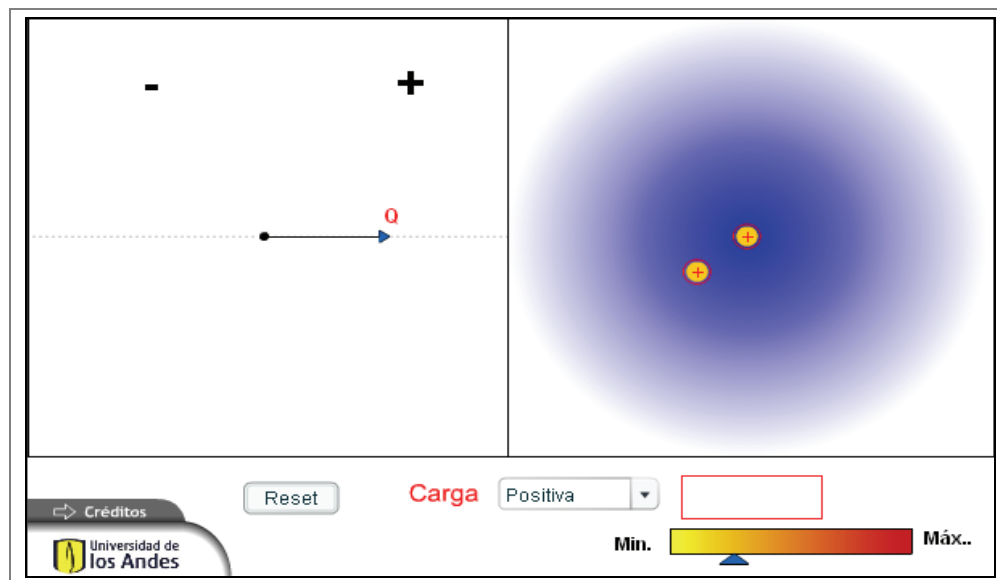 - +
Q
+
+
Reset Carga Positiva
Créditos
Min. Máx..
Universidad de
los Andes